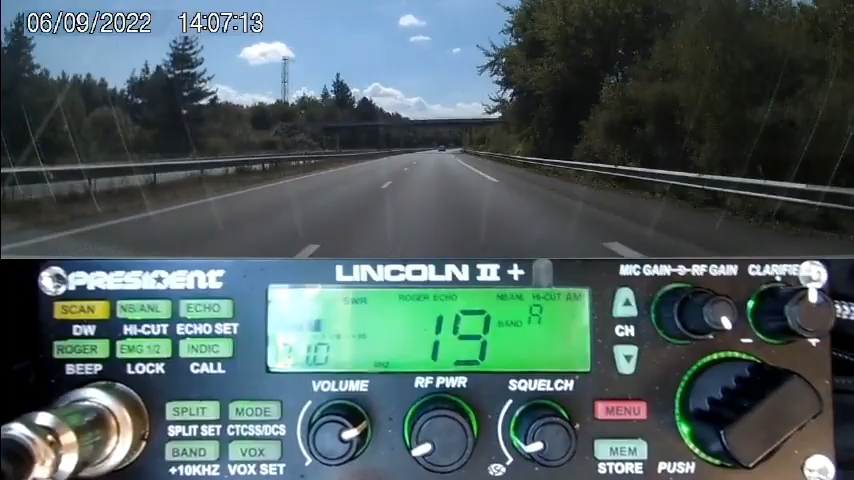 06/09/2022 14:07:13
PRESIDENT
LINCOLN II +
MIC GAIN RF GAIN CLARIFIER
SCAN NB/ANL ECHO
DW HI-CUT ECHO SET
ROGER EMG 1/2 INDIC
BEEP LOCK CALL
SWR ROGER ECHO NB/ANL HI-CUT AM
19 BAND A
CH
VOLUME RF PWR SQUELCH
SPLIT MODE
SPLIT SET CTCSS/DCS
BAND VOX
+10KHZ VOX SET
MENU
MEM
STORE
PUSH